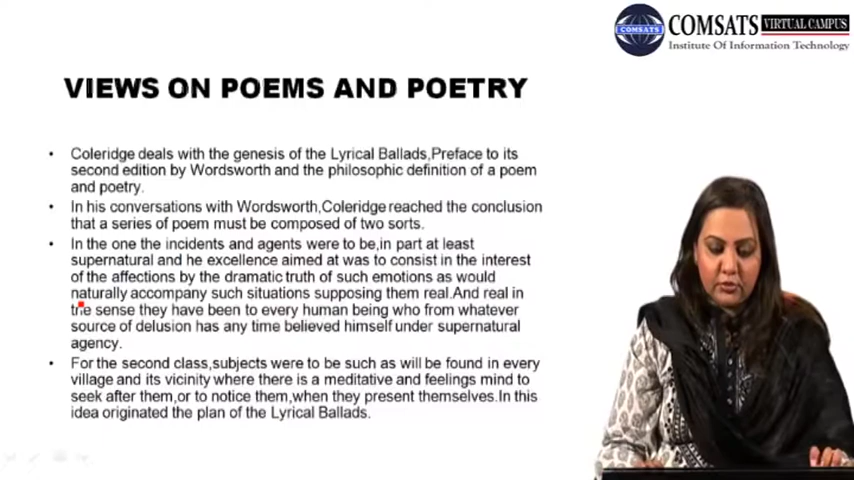 COMSATS
COMSATS VIRTUAL CAMPUS
Institute Of Information Technology
VIEWS ON POEMS AND POETRY
• Coleridge deals with the genesis of the Lyrical Ballads,Preface to its
second edition by Wordsworth and the philosophic definition of a poem
and poetry.
• In his conversations with Wordsworth,Coleridge reached the conclusion
that a series of poem must be composed of two sorts.
• In the one the incidents and agents were to be,in part at least
supernatural and he excellence aimed at was to consist in the interest
of the affections by the dramatic truth of such emotions as would
naturally accompany such situations supposing them real.And real in
the sense they have been to every human being who from whatever
source of delusion has any time believed himself under supernatural
agency.
• For the second class,subjects were to be such as will be found in every
village and its vicinity where there is a meditative and feelings mind to
seek after them,or to notice them,when they present themselves.In this
idea originated the plan of the Lyrical Ballads.